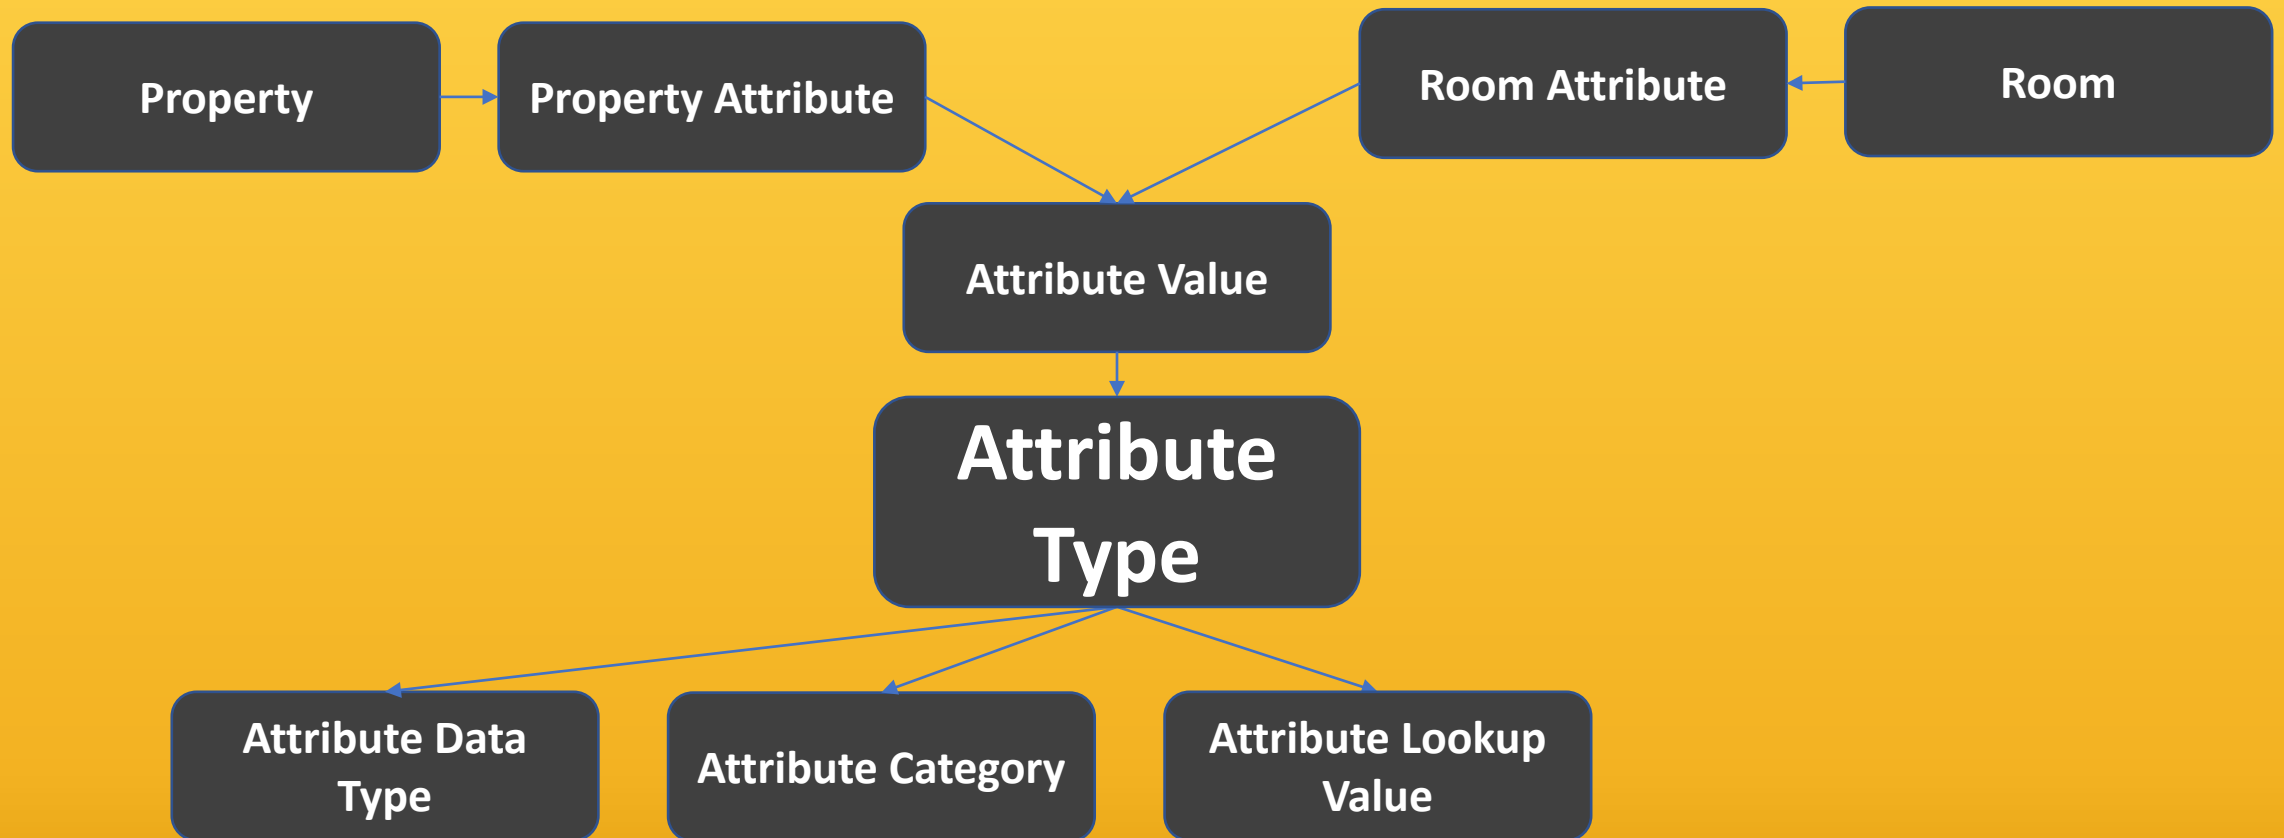 Property
Property Attribute
Room Attribute
Room
Attribute Value
Attribute
Type
Attribute Data
Type
Attribute Category
Attribute Lookup
Value